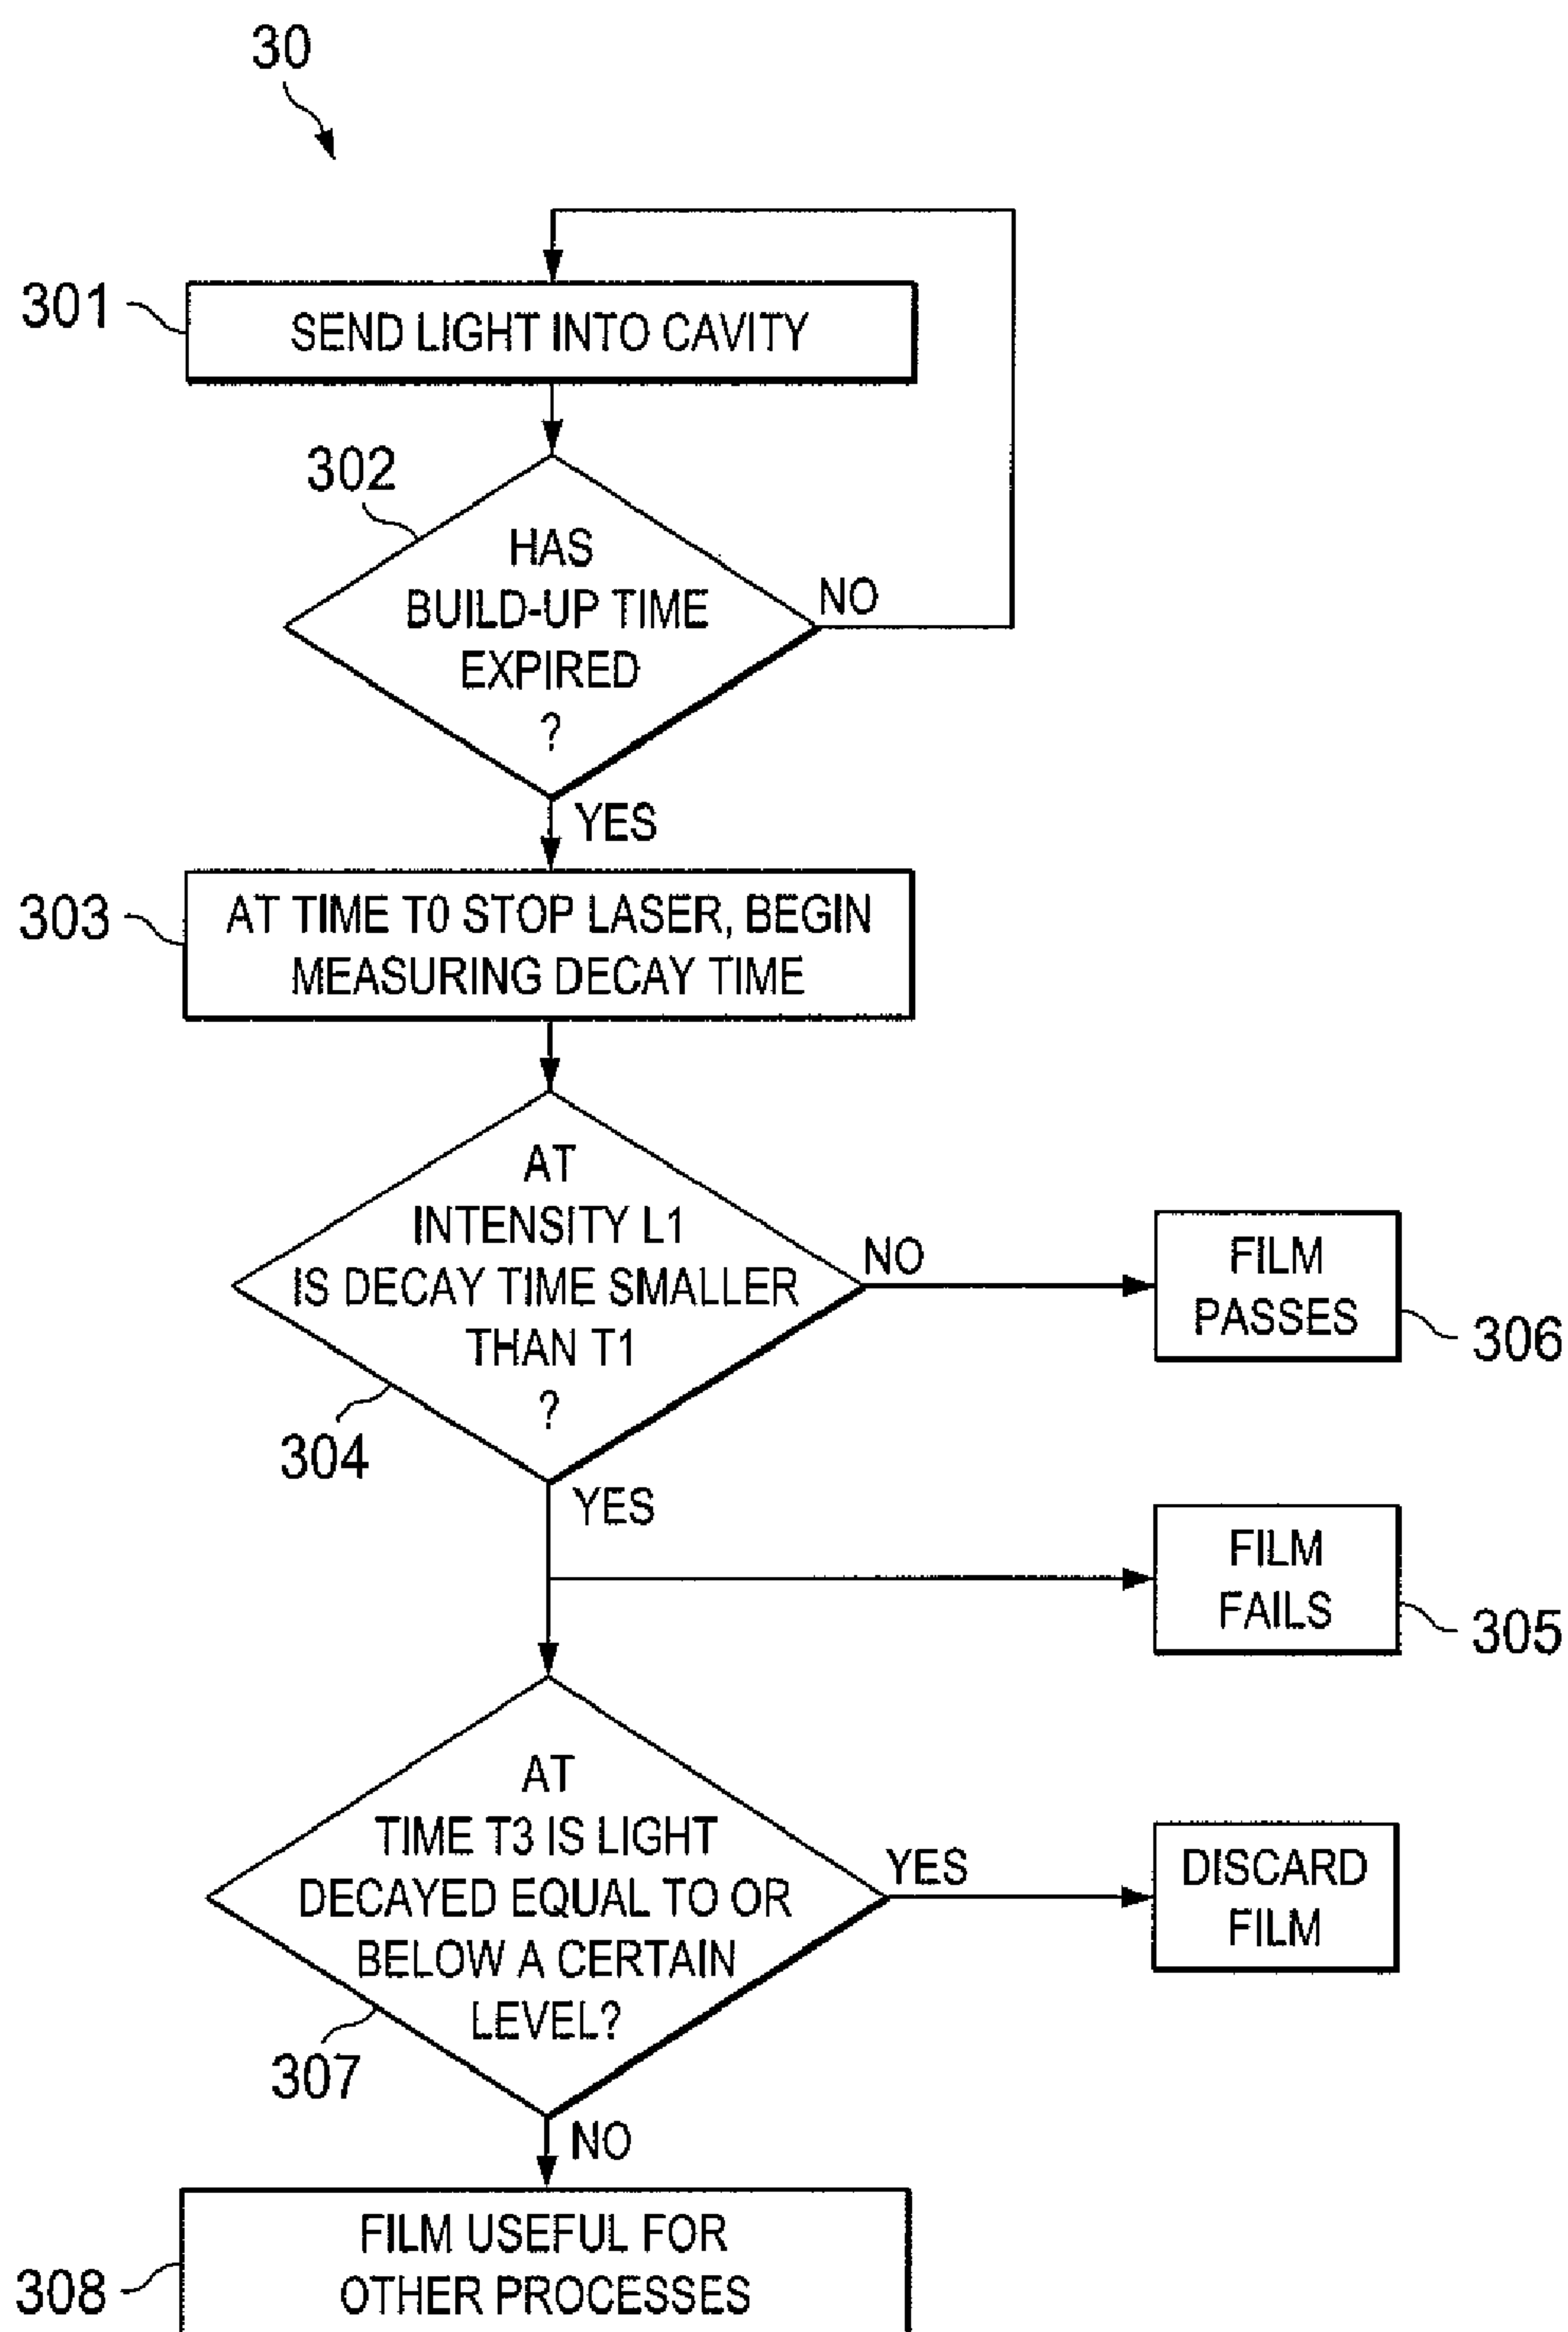 30
301
SEND LIGHT INTO CAVITY
302
HAS
BUILD-UP TIME
EXPIRED
?
NO
YES
303
AT TIME T0 STOP LASER, BEGIN
MEASURING DECAY TIME
AT
INTENSITY L1
IS DECAY TIME SMALLER
THAN T1
?
304
NO
FILM
PASSES
306
YES
FILM
FAILS
305
AT
TIME T3 IS LIGHT
DECAYED EQUAL TO OR
BELOW A CERTAIN
LEVEL?
307
YES
DISCARD
FILM
NO
308
FILM USEFUL FOR
OTHER PROCESSES